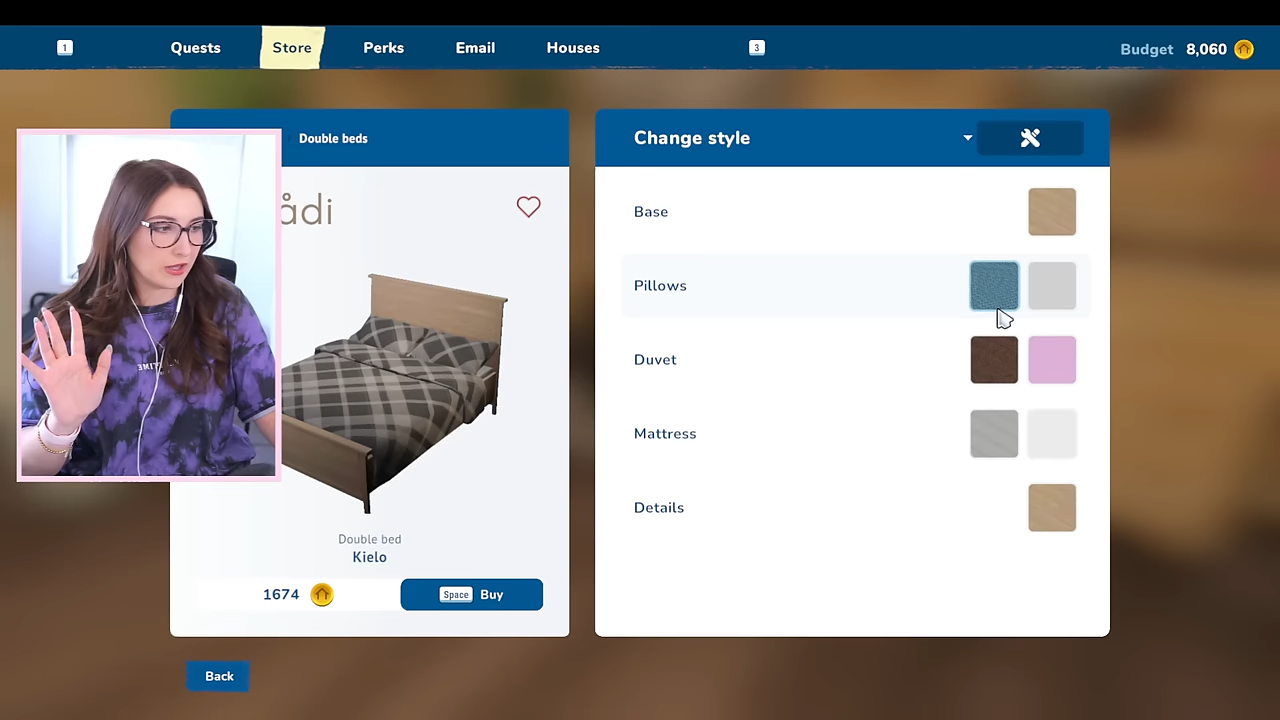 1
Quests
Store
Perks
Email
Houses
3
Budget 8,060
Double beds
Change style
ådi
Base
Pillows
Duvet
Mattress
Details
Double bed
Kielo
1674
Space Buy
Back